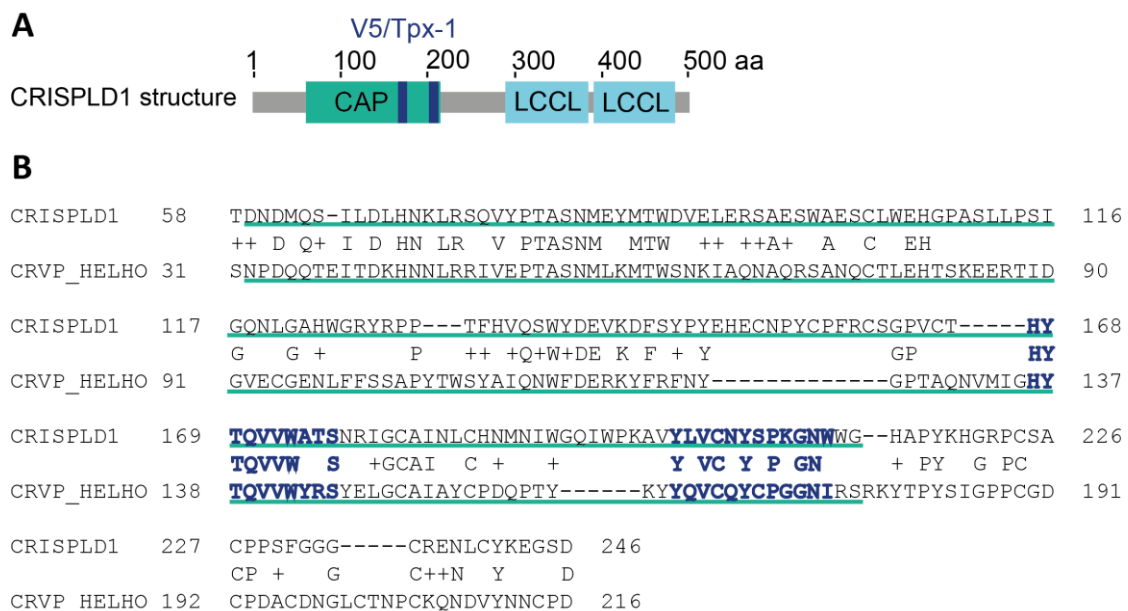 A
V5/Tpx-1
1 100 200 300 400 500 aa
CRISPLD1 structure CAP LCCL LCCL
B
CRISPLD1 58 TDNDMQS-ILDLHNKLRSQVYPTASNMEYMTWDVELERSAESWAESCLWEHGPASLLPSI 116
++ D Q+ I D HN LR V PTASNM MTW ++ ++A+ A C EH
CRVP_HELHO 31 SNPDQQTEITDKHNNLRRIVEPTASNMLKMTWSNKIAQNAQRSANQCTLEHTSKEERTID 90
CRISPLD1 117 GQNLGAHWGRYRPP---TFHVQSWYDEVKDFSYPYEHECNPYCPFRCSGPVCT-----HY 168
G G + P ++ +Q+W+DE K F + Y GP HY
CRVP_HELHO 91 GVECGENLFFSSAPYTWSYAIQNWFDERKYFRFNY-------------GPTAQNVMIGHY 137
CRISPLD1 169 TQVVWATSNRIGCAINLCHNMNIWGQIWPKAVYLVCNYSPKGNWWG--HAPYKHGRPCSA 226
TQVVW S +GCAI C + + Y VC Y P GN + PY G PC
CRVP_HELHO 138 TQVVWYRSYELGCAIAYCPDQPTY------KYYQVCQYCPGGNIRSRKYTPYSIGPPCGD 191
CRISPLD1 227 CPPSFGGG-----CRENLCYKEGSD 246
CP + G C++N Y D
CRVP HELHO 192 CPDACDNGLCTNPCKQNDVYNNCPD 216